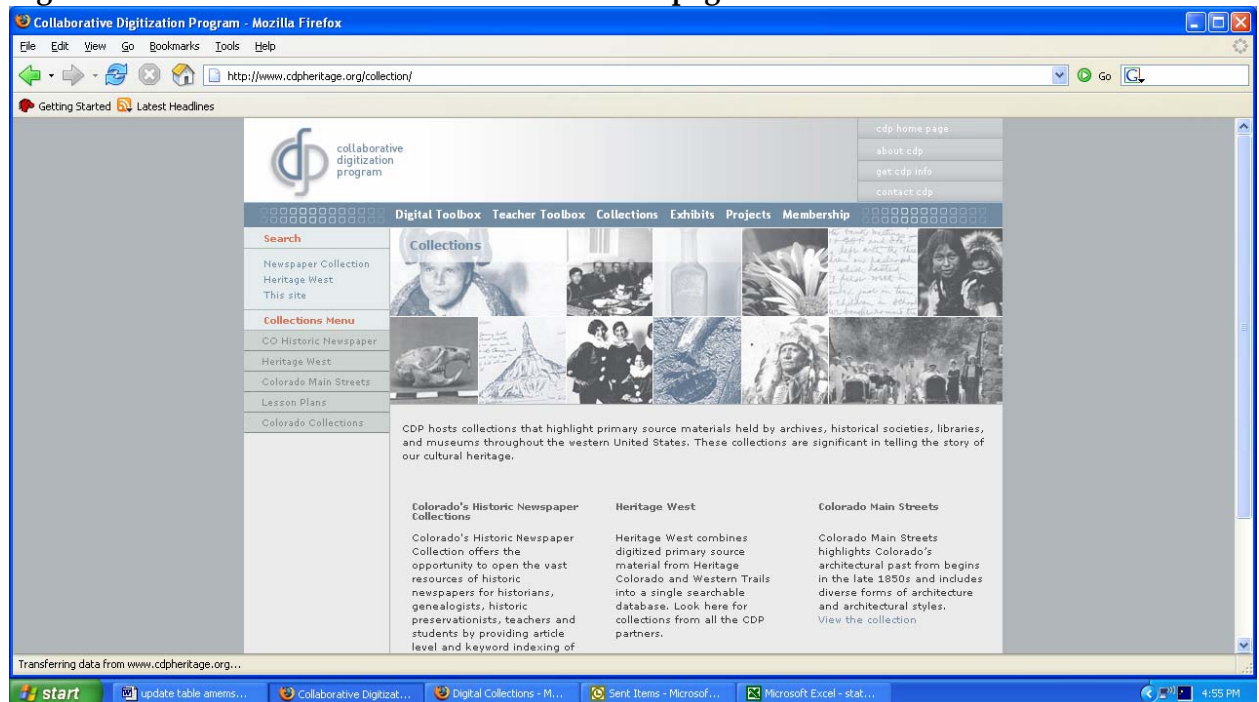 Collaborative Digitization Program - Mozilla Firefox
File Edit View Go Bookmarks Tools Help
http://www.cdpheritage.org/collection/
Go
G
Getting Started Latest Headlines
cdp
collaborative
digitization
program
cdp home page
about cdp
get cdp info
contact cdp
Digital Toolbox Teacher Toolbox Collections Exhibits Projects Membership
Search
Newspaper Collection
Heritage West
This site
Collections Menu
CO Historic Newspaper
Heritage West
Colorado Main Streets
Lesson Plans
Colorado Collections
Collections
CDP hosts collections that highlight primary source materials held by archives, historical societies, libraries,
and museums throughout the western United States. These collections are significant in telling the story of
our cultural heritage.
Colorado's Historic Newspaper
Collections
Colorado's Historic Newspaper
Collection offers the
opportunity to open the vast
resources of historic
newspapers for historians,
genealogists, historic
preservationists, teachers and
students by providing article
level and keyword indexing of
Heritage West
Heritage West combines
digitized primary source
material from Heritage
Colorado and Western Trails
into a single searchable
database. Look here for
collections from all the CDP
partners.
Colorado Main Streets
Colorado Main Streets
highlights Colorado's
architectural past from begins
in the late 1850s and includes
diverse forms of architecture
and architectural styles.
View the collection
Transferring data from www.cdpheritage.org...
start
update table amems...
Collaborative Digitizat...
Digital Collections - M...
Sent Items - Microsof...
Microsoft Excel - stat...
4:55 PM